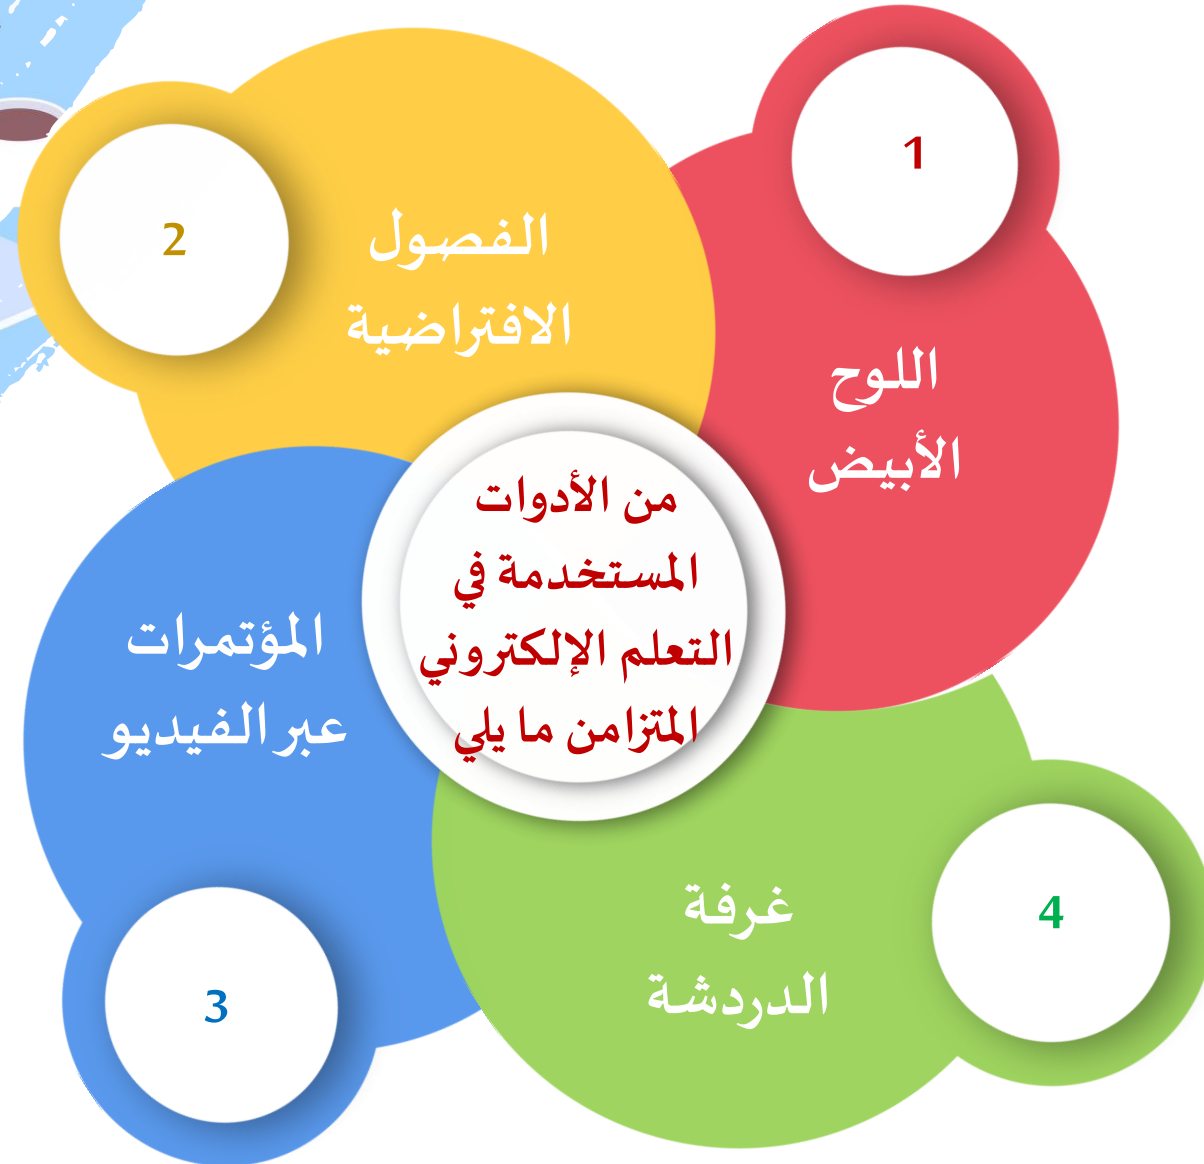 من الأدوات
المستخدمة في
التعلم الإلكتروني
المتزامن ما يلي
1
اللوح
الأبيض
2
الفصول
الافتراضية
3
المؤتمرات
عبر الفيديو
4
غرفة
الدردشة